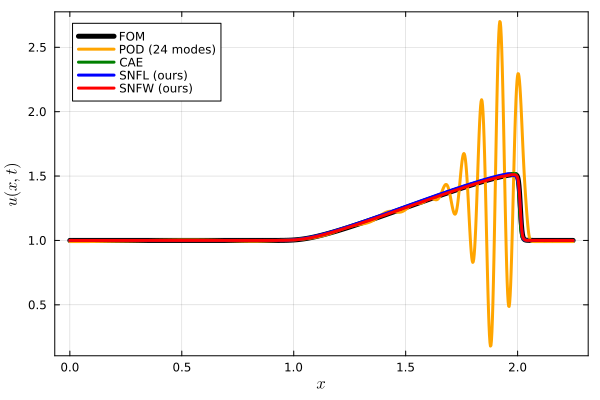 FOM
POD (24 modes)
CAE
SNFL (ours)
SNFW (ours)
2.5
2.0
1.5
1.0
0.5
u(x, t)
0.0 0.5 1.0 1.5 2.0
x